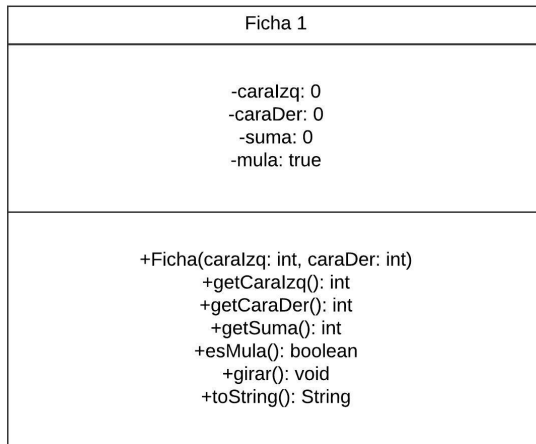 Ficha 1
-caraIzq: 0
-caraDer: 0
-suma: 0
-mula: true
+Ficha(caraIzq: int, caraDer: int)
+getCaraIzq(): int
+getCaraDer(): int
+getSuma(): int
+esMula(): boolean
+girar(): void
+toString(): String